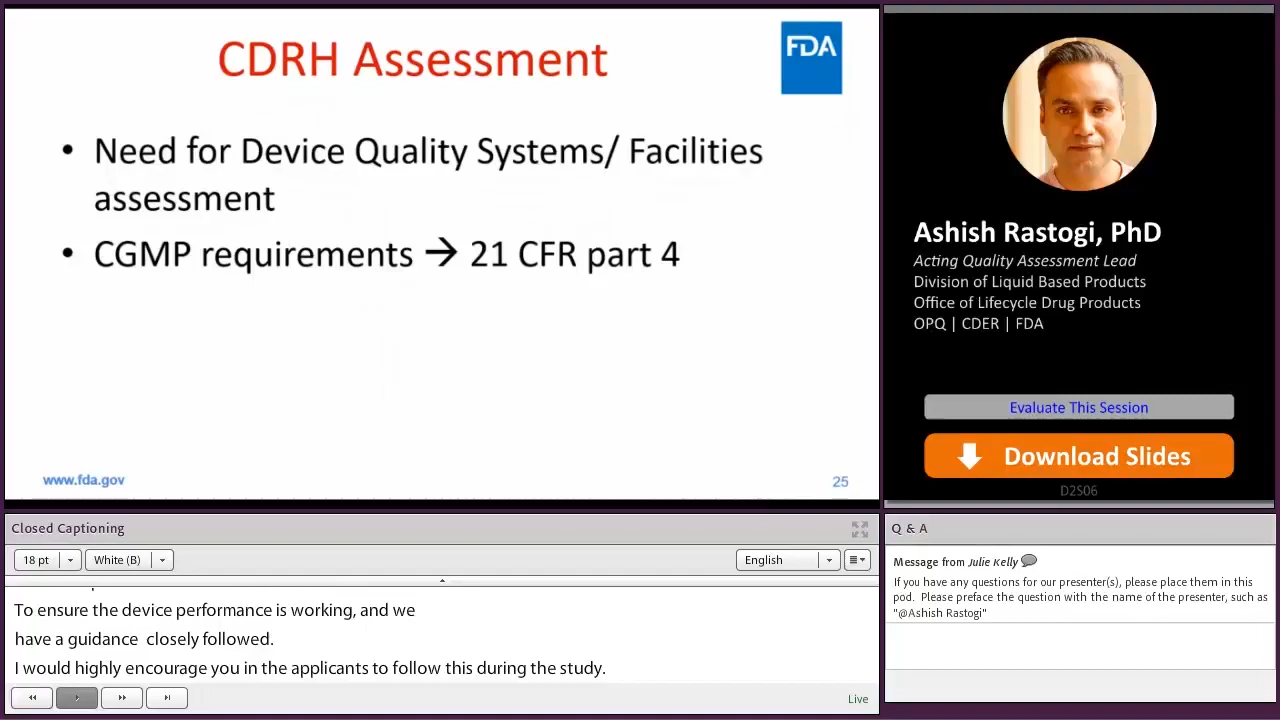 CDRH Assessment
FDA
• Need for Device Quality Systems/ Facilities
assessment
• CGMP requirements → 21 CFR part 4
www.fda.gov
25
Ashish Rastogi, PhD
Acting Quality Assessment Lead
Division of Liquid Based Products
Office of Lifecycle Drug Products
OPQ | CDER | FDA
Evaluate This Session
Download Slides
D2S06
Closed Captioning
18 pt
White (B)
English
To ensure the device performance is working, and we
have a guidance closely followed.
I would highly encourage you in the applicants to follow this during the study.
Live
Q & A
Message from Julie Kelly
If you have any questions for our presenter(s), please place them in this
pod. Please preface the question with the name of the presenter, such as
"@Ashish Rastogi"